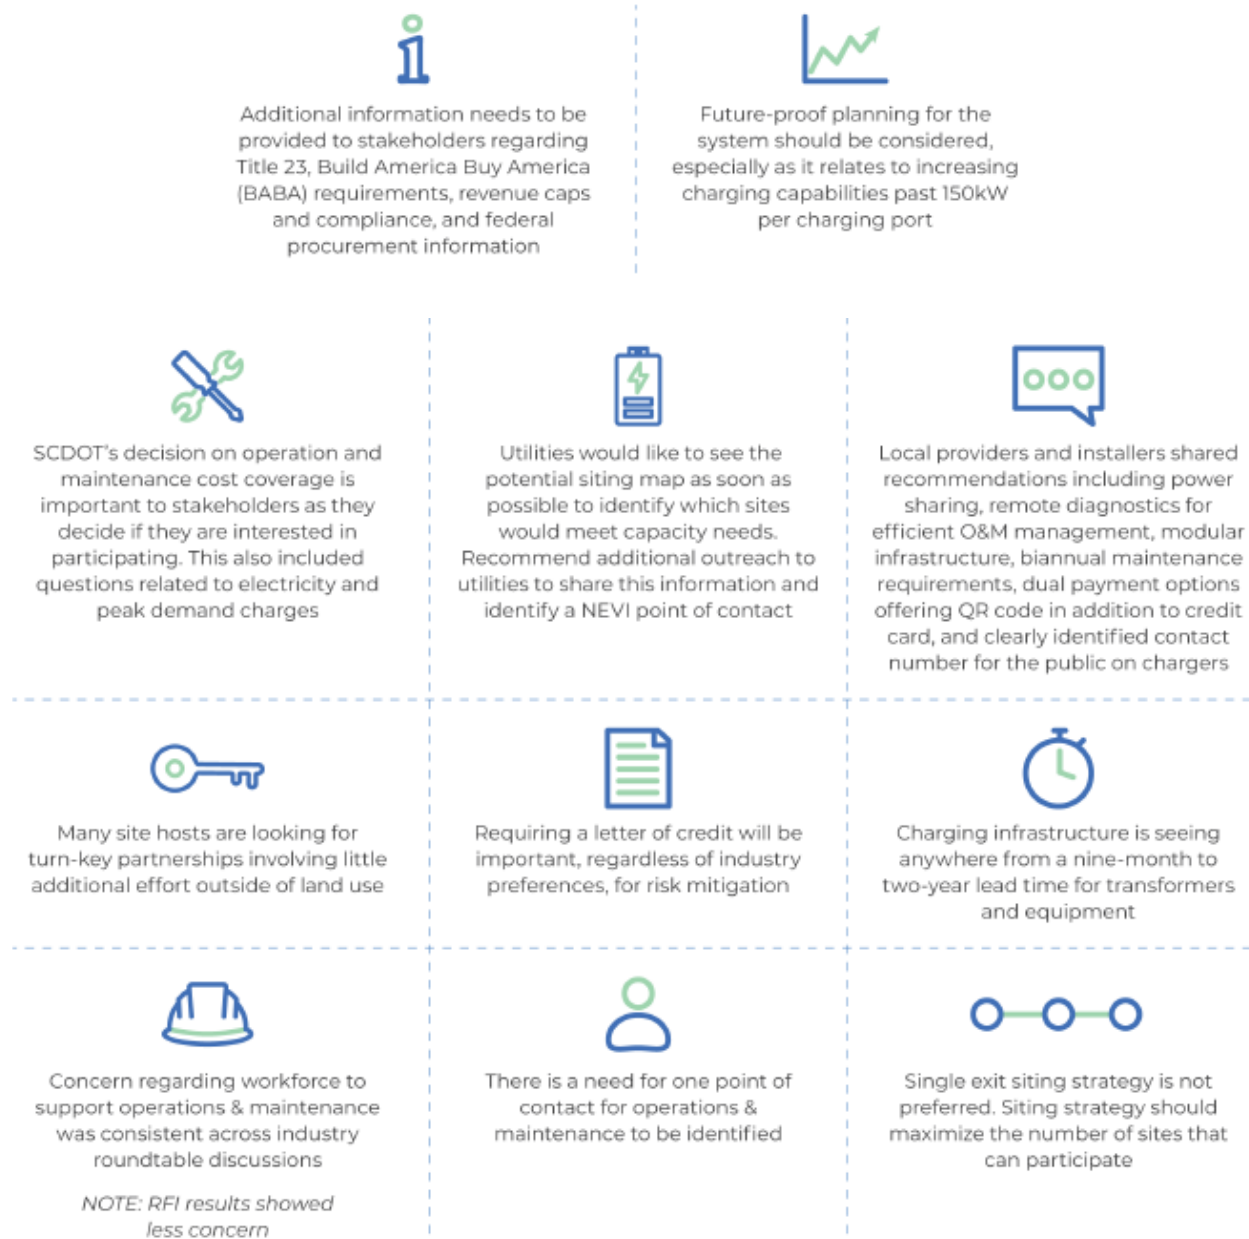 Additional information needs to be
provided to stakeholders regarding
Title 23, Build America Buy America
(BABA) requirements, revenue caps
and compliance, and federal
procurement information
Future-proof planning for the
system should be considered,
especially as it relates to increasing
charging capabilities past 150kW
per charging port
SCDOT's decision on operation and
maintenance cost coverage is
important to stakeholders as they
decide if they are interested in
participating. This also included
questions related to electricity and
peak demand charges
Utilities would like to see the
potential siting map as soon as
possible to identify which sites
would meet capacity needs.
Recommend additional outreach to
utilities to share this information and
identify a NEVI point of contact
Local providers and installers shared
recommendations including power
sharing, remote diagnostics for
efficient O&M management, modular
infrastructure, biannual maintenance
requirements, dual payment options
offering QR code in addition to credit
card, and clearly identified contact
number for the public on chargers
Many site hosts are looking for
turn-key partnerships involving little
additional effort outside of land use
Requiring a letter of credit will be
important, regardless of industry
preferences, for risk mitigation
Charging infrastructure is seeing
anywhere from a nine-month to
two-year lead time for transformers
and equipment
Concern regarding workforce to
support operations & maintenance
was consistent across industry
roundtable discussions
NOTE: RFI results showed
less concern
There is a need for one point of
contact for operations &
maintenance to be identified
Single exit siting strategy is not
preferred. Siting strategy should
maximize the number of sites that
can participate